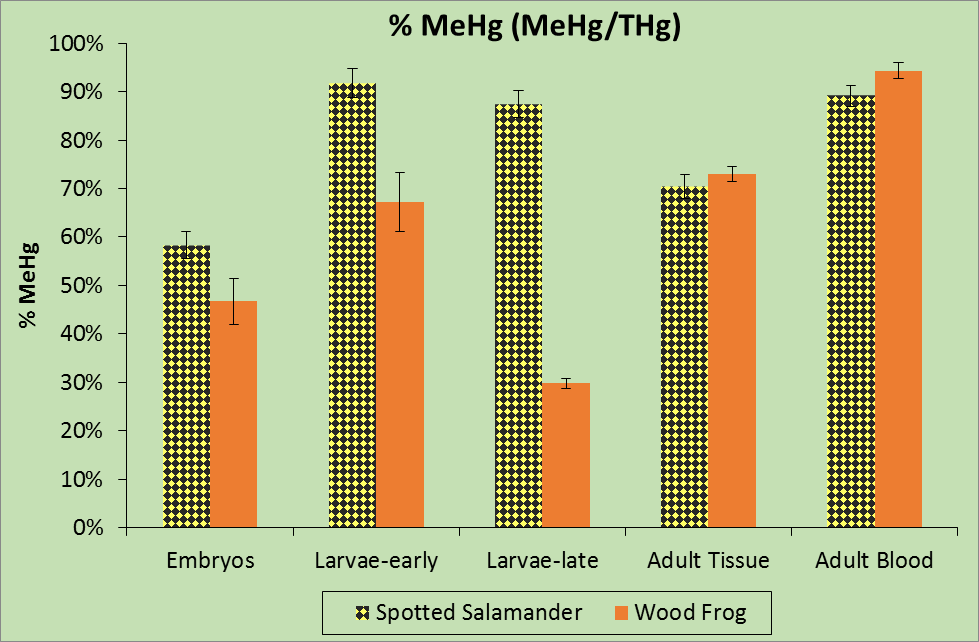 % MeHg (MeHg/THg)
100%
90%
80%
70%
60%
50%
40%
30%
20%
10%
0%
% MeHg
Embryos Larvae-early Larvae-late Adult Tissue Adult Blood
Spotted Salamander Wood Frog